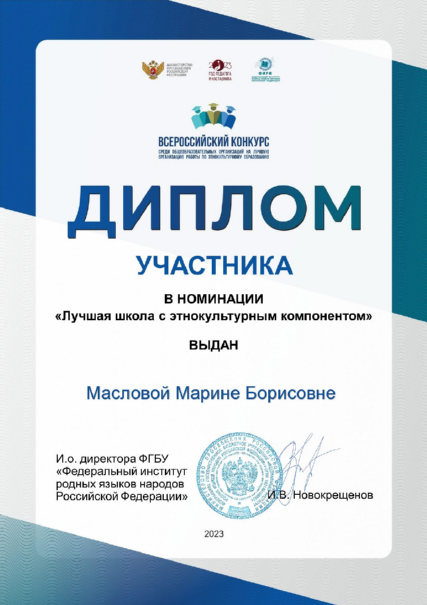 МИНИСТЕРСТВО
ПРОСВЕЩЕНИЯ
РОССИЙСКОЙ
ФЕДЕРАЦИИ
2023
ГОД ПЕДАГОГА
И НАСТАВНИКА
ВСЕРОССИЙСКИЙ КОНКУРС
СРЕДИ ОБЩЕОБРАЗОВАТЕЛЬНЫХ ОРГАНИЗАЦИЙ НА ЛУЧШУЮ
ОРГАНИЗАЦИЮ РАБОТЫ ПО ЭТНОКУЛЬТУРНОМУ ОБРАЗОВАНИЮ
ДИПЛОМ
УЧАСТНИКА
В НОМИНАЦИИ
«Лучшая школа с этнокультурным компонентом»
ВЫДАН
Масловой Марине Борисовне
И.о. директора ФГБУ
«Федеральный институт
родных языков народов
Российской Федерации»
И.В. Новокрещенов
2023